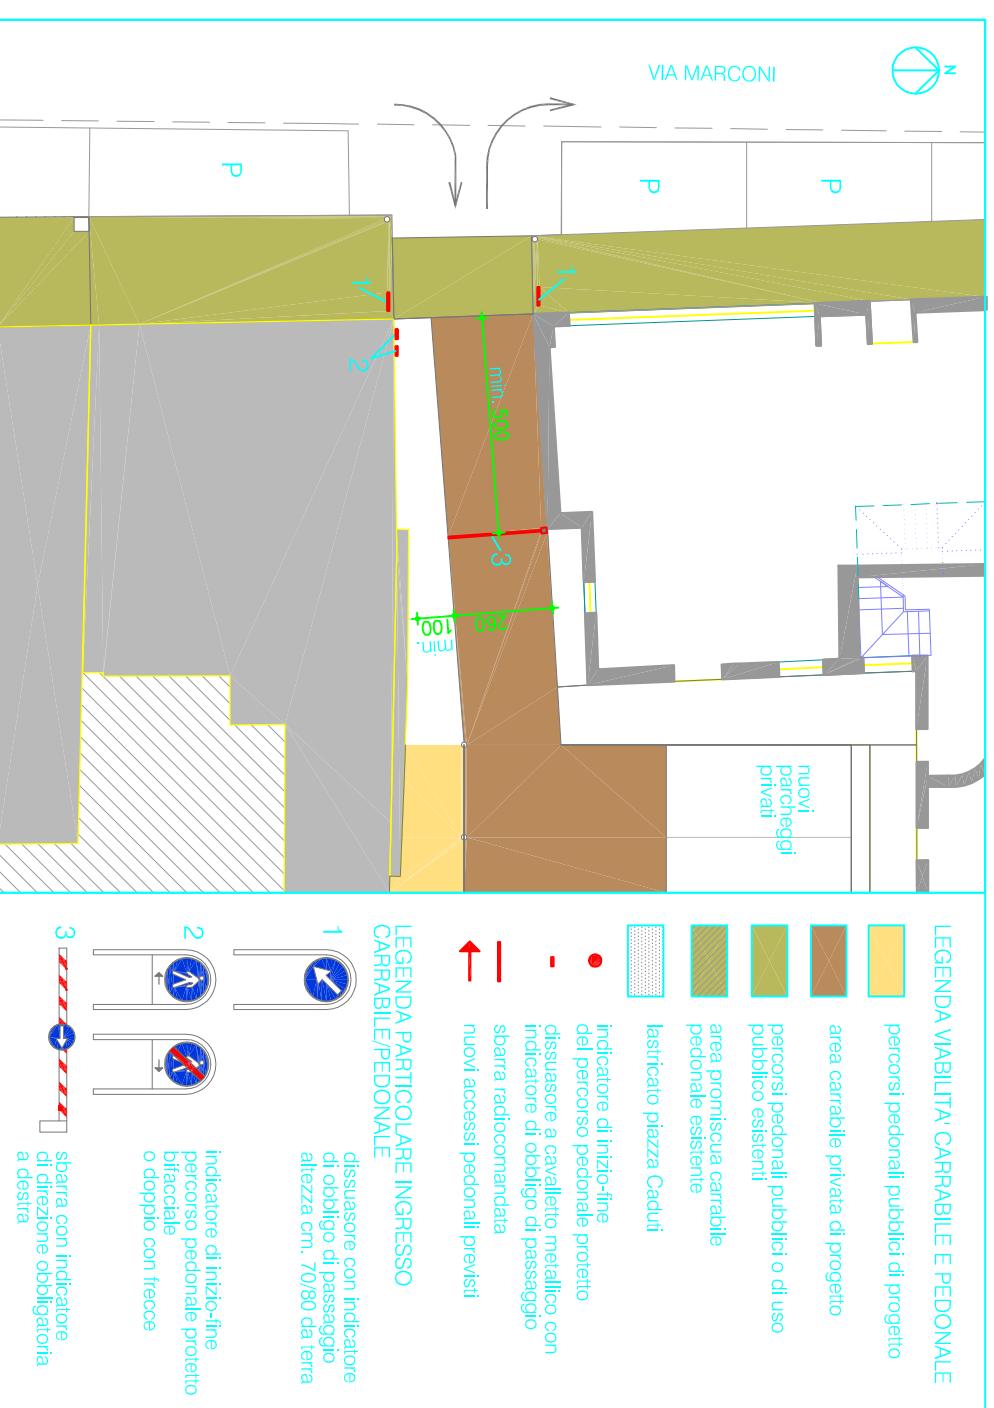 VIA MARCONI
N
P
P
P
1
1
2
min. 500
3
260
100
min.
nuovi
parcheggi
privati
LEGENDA VIABILITA' CARRABILE E PEDONALE
percorsi pedonali pubblici di progetto
area carrabile privata di progetto
percorsi pedonali pubblici o di uso
pubblico esistenti
area promiscua carrabile
pedonale esistente
lastricato piazza Caduti
indicatore di inizio-fine
del percorso pedonale protetto
dissuasore a cavalletto metallico con
indicatore di obbligo di passaggio
sbarra radiocomandata
nuovi accessi pedonali previsti
LEGENDA PARTICOLARE INGRESSO
CARRABILE/PEDONALE
1
dissuasore con indicatore
di obbligo di passaggio
altezza cm. 70/80 da terra
2
indicatore di inizio-fine
percorso pedonale protetto
bifacciale
o doppio con frecce
3
sbarra con indicatore
di direzione obbligatoria
a destra